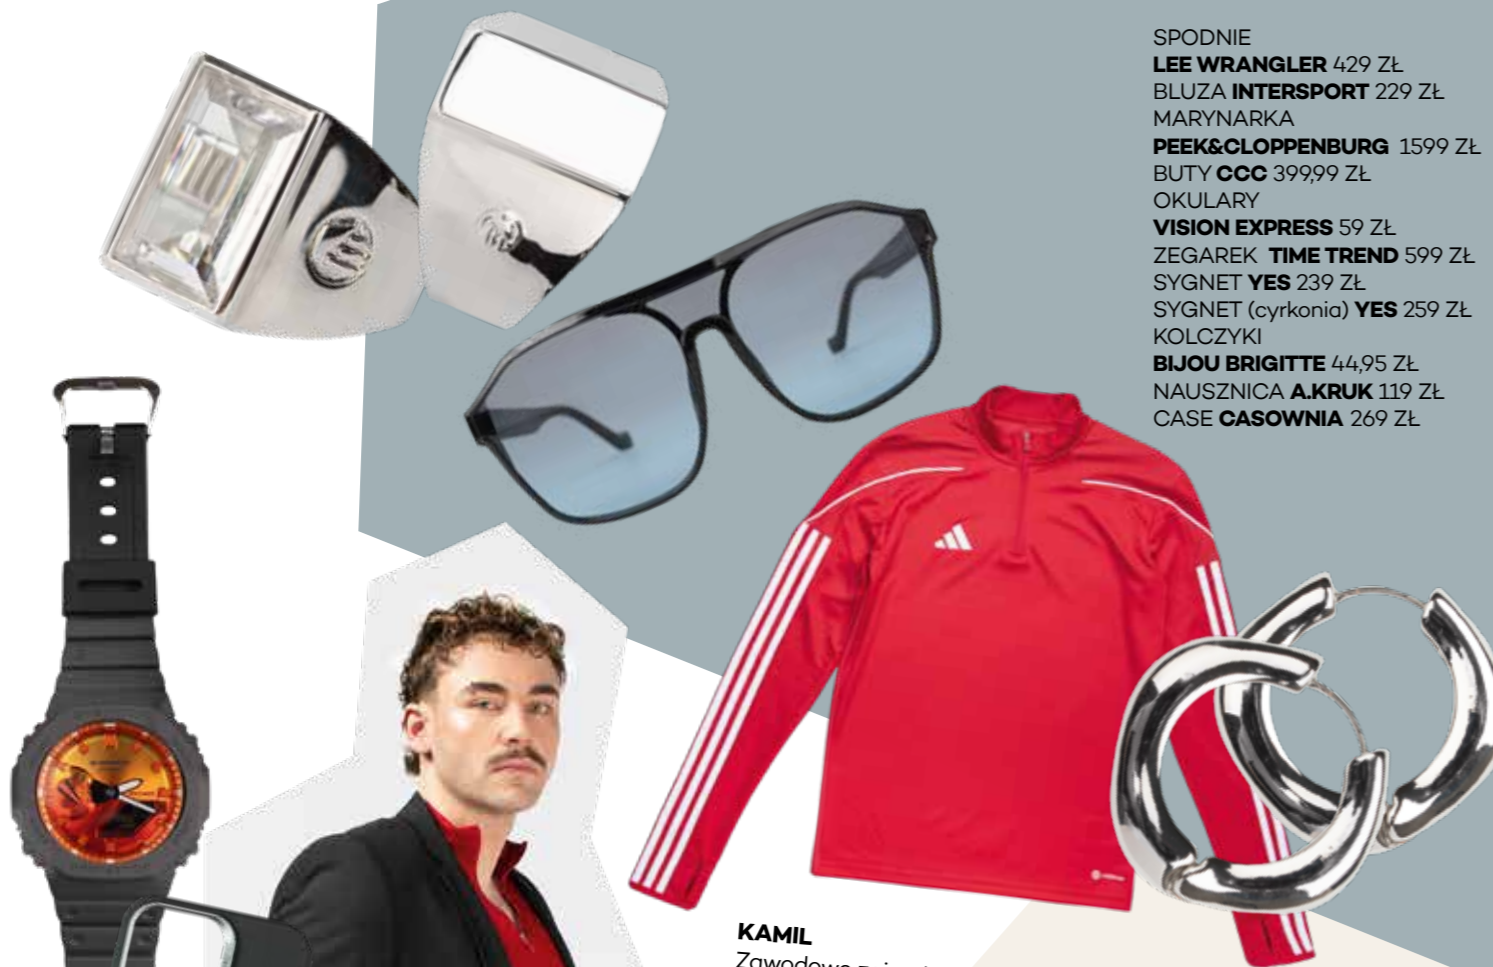 SPODNIE
LEE WRANGLER 429 ZŁ
BLUZA INTERSPORT 229 ZŁ
MARYNARKA
PEEK&CLOPPENBURG 1599 ZŁ
BUTY CCC 399,99 ZŁ
OKULARY
VISION EXPRESS 59 ZŁ
ZEGAREK TIME TREND 599 ZŁ
SYGNET YES 239 ZŁ
SYGNET (cyrkonia) YES 259 ZŁ
KOLCZYKI
BIJOU BRIGITTE 44,95 ZŁ
NAUSZNICA A.KRUK 119 ZŁ
CASE CASOWNIA 269 ZŁ
KAMIL
Zawodowo